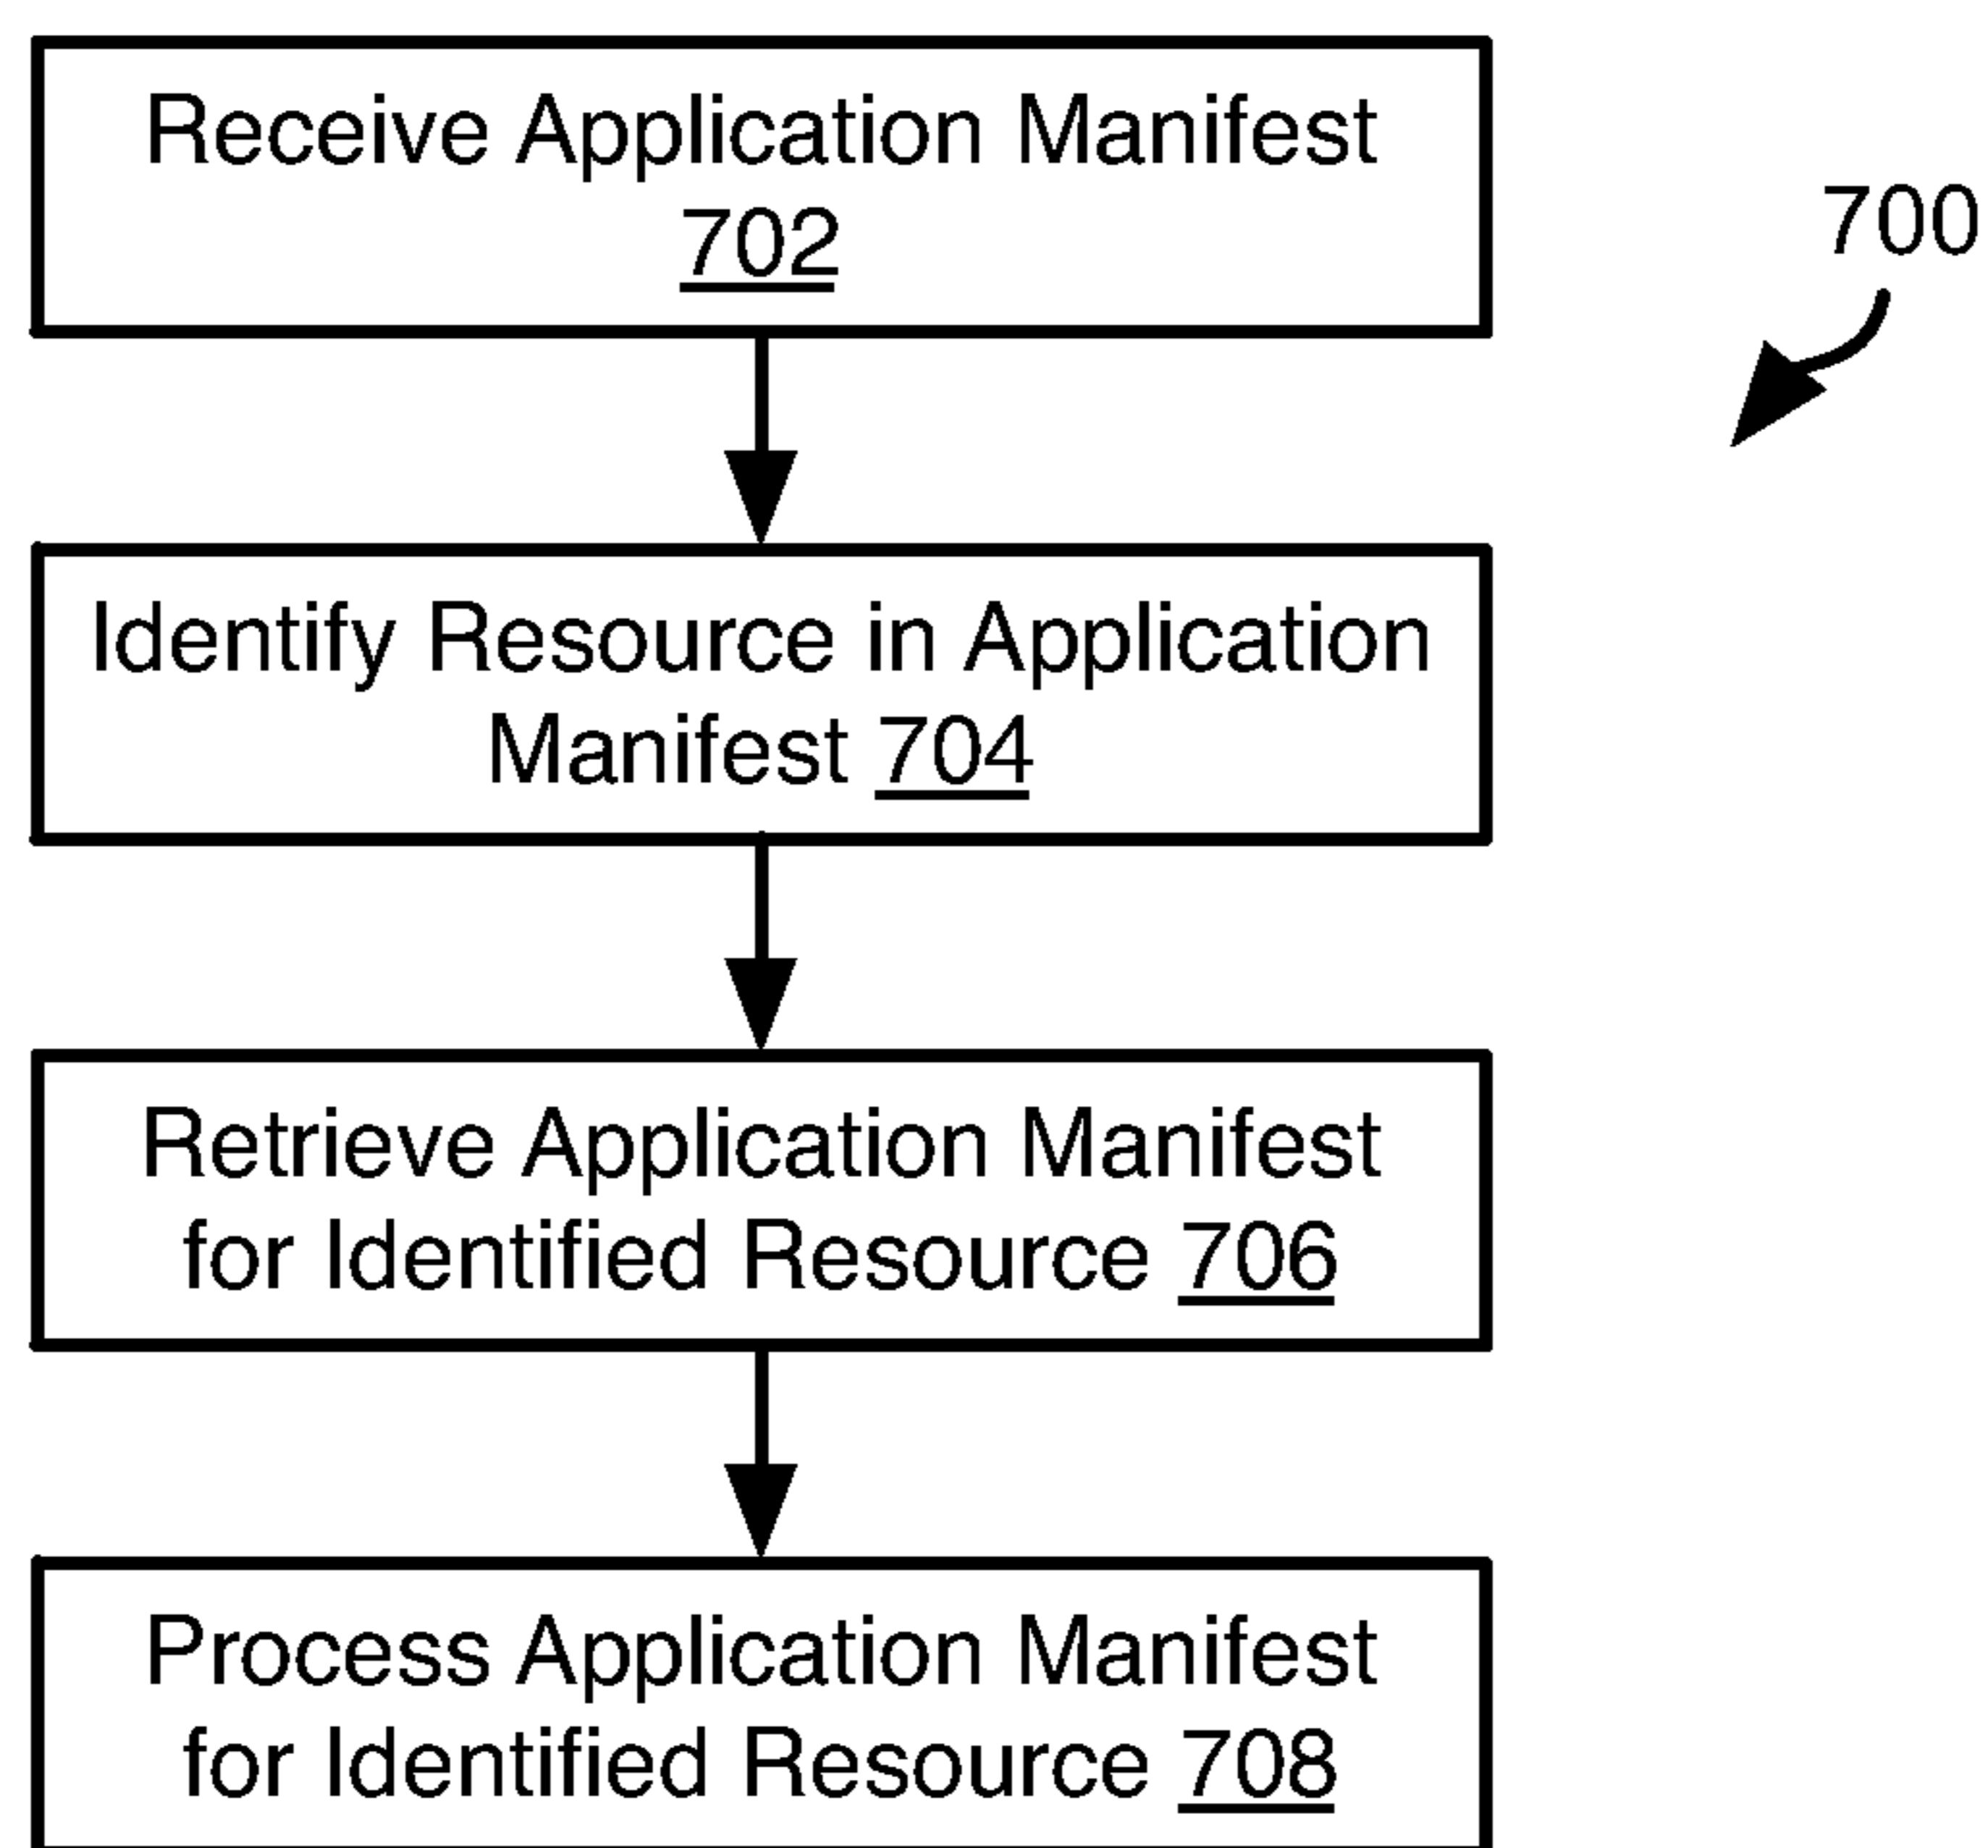 Receive Application Manifest
702
700
Identify Resource in Application
Manifest 704
Retrieve Application Manifest
for Identified Resource 706
Process Application Manifest
for Identified Resource 708